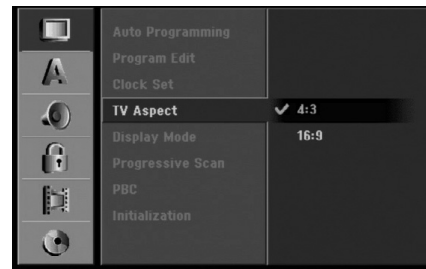 Auto Programming
Program Edit
Clock Set
TV Aspect
✔ 4:3
Display Mode
16:9
Progressive Scan
PBC
Initialization
A